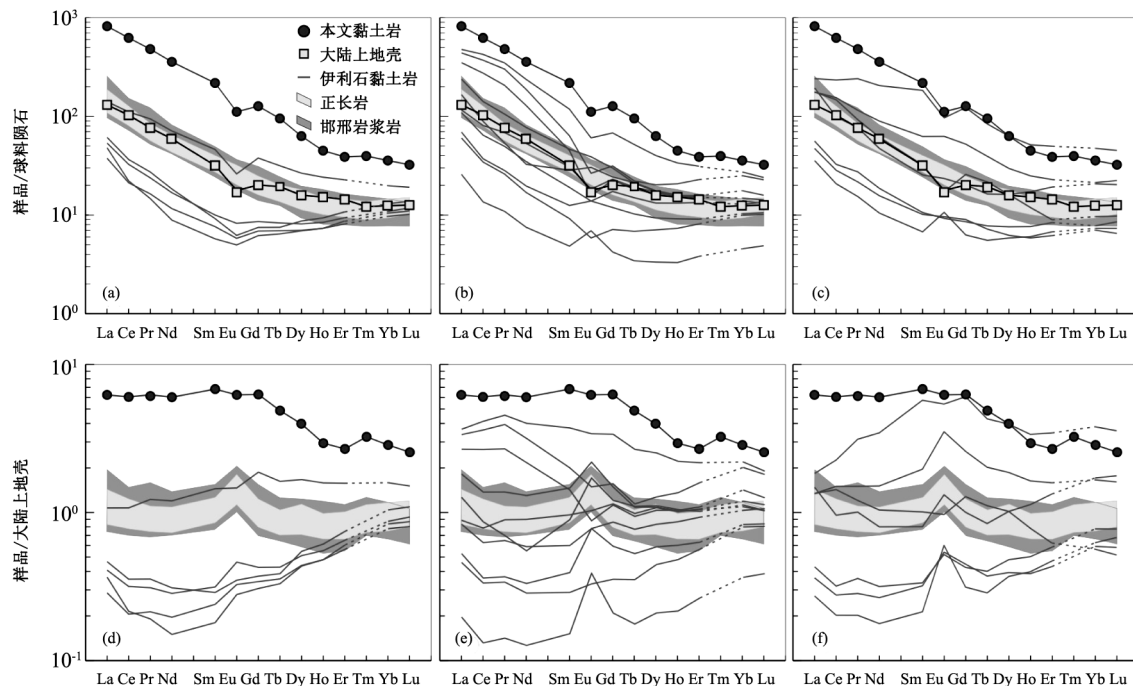 样品/球粒陨石
10³
10²
10¹
10⁰
本文黏土岩
大陆上地壳
伊利石黏土岩
正长岩
邯邢岩浆岩
(a)
(b)
(c)
La Ce Pr Nd Sm Eu Gd Tb Dy Ho Er Tm Yb Lu
La Ce Pr Nd Sm Eu Gd Tb Dy Ho Er Tm Yb Lu
La Ce Pr Nd Sm Eu Gd Tb Dy Ho Er Tm Yb Lu
样品/大陆上地壳
10¹
10⁰
10⁻¹
(d)
(e)
(f)
La Ce Pr Nd Sm Eu Gd Tb Dy Ho Er Tm Yb Lu
La Ce Pr Nd Sm Eu Gd Tb Dy Ho Er Tm Yb Lu
La Ce Pr Nd Sm Eu Gd Tb Dy Ho Er Tm Yb Lu